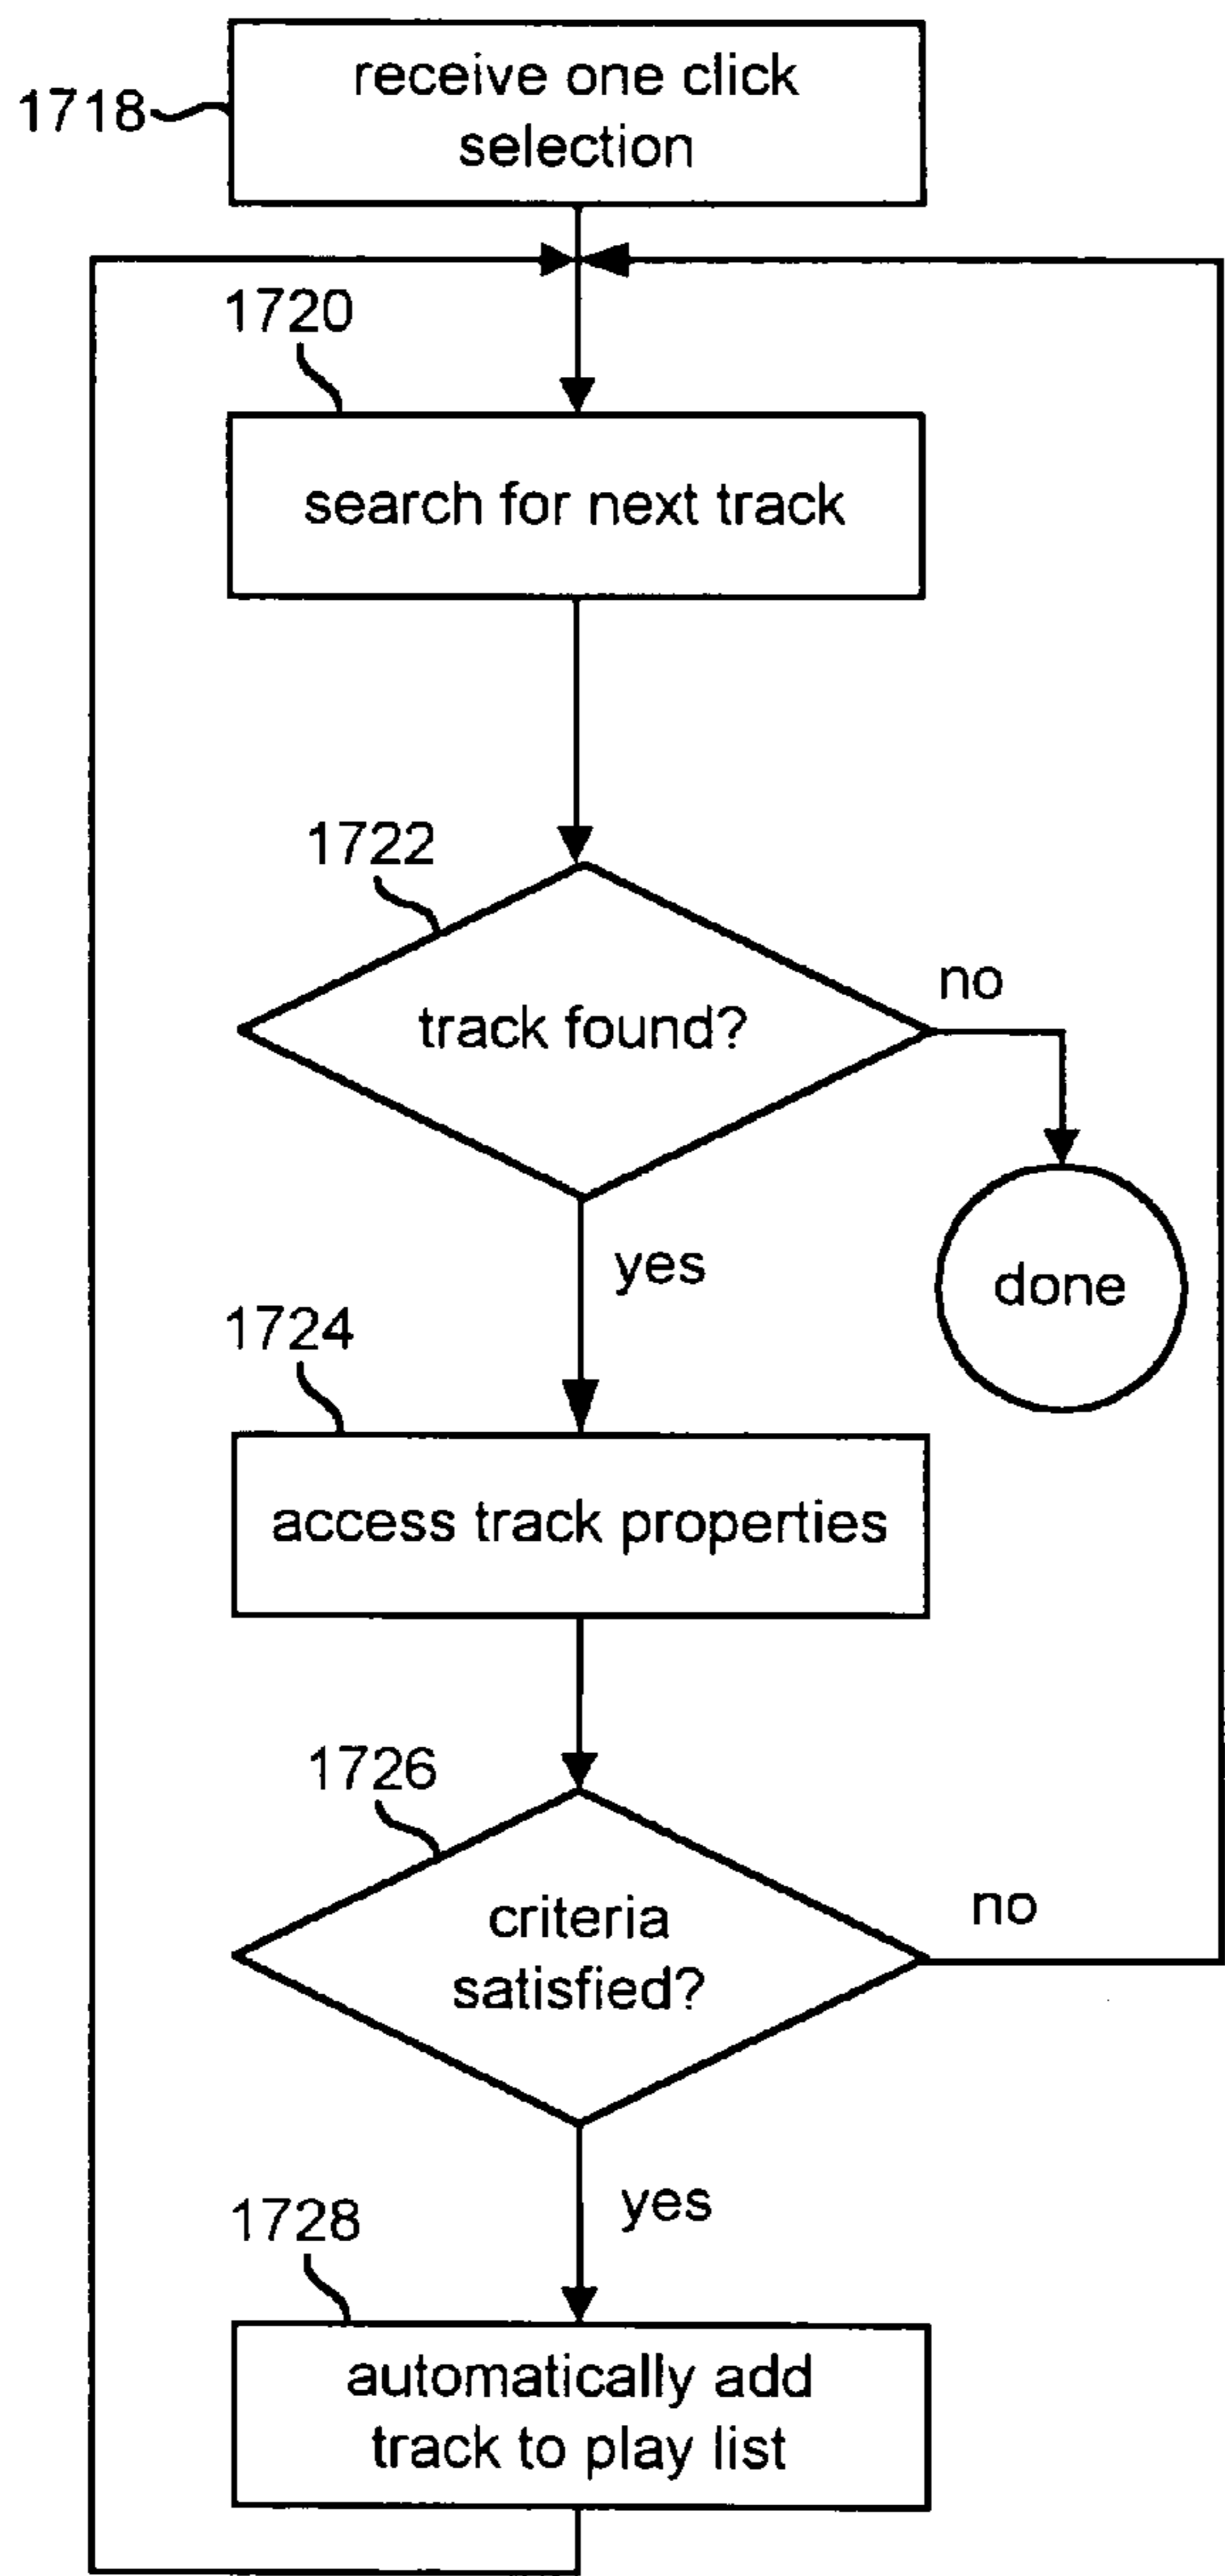 receive one click
selection
1718
1720
search for next track
1722
track found?
no
yes
done
1724
access track properties
1726
criteria
satisfied?
no
yes
1728
automatically add
track to play list